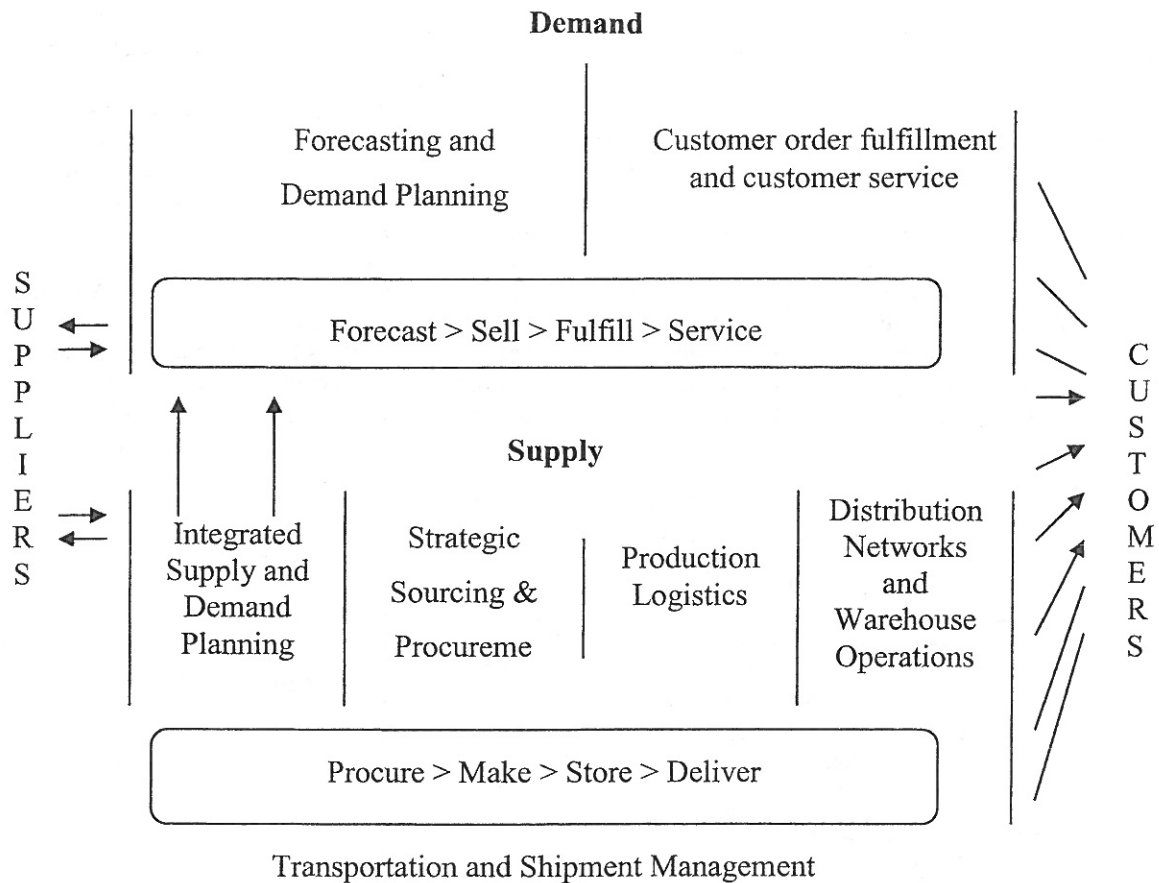 Demand
Forecasting and
Demand Planning
Customer order fulfillment
and customer service
SUPPLIERS
Forecast > Sell > Fulfill > Service
CUSTOMERS
Supply
Integrated
Supply and
Demand
Planning
Strategic
Sourcing &
Procureme
Production
Logistics
Distribution
Networks
and
Warehouse
Operations
Procure > Make > Store > Deliver
Transportation and Shipment Management